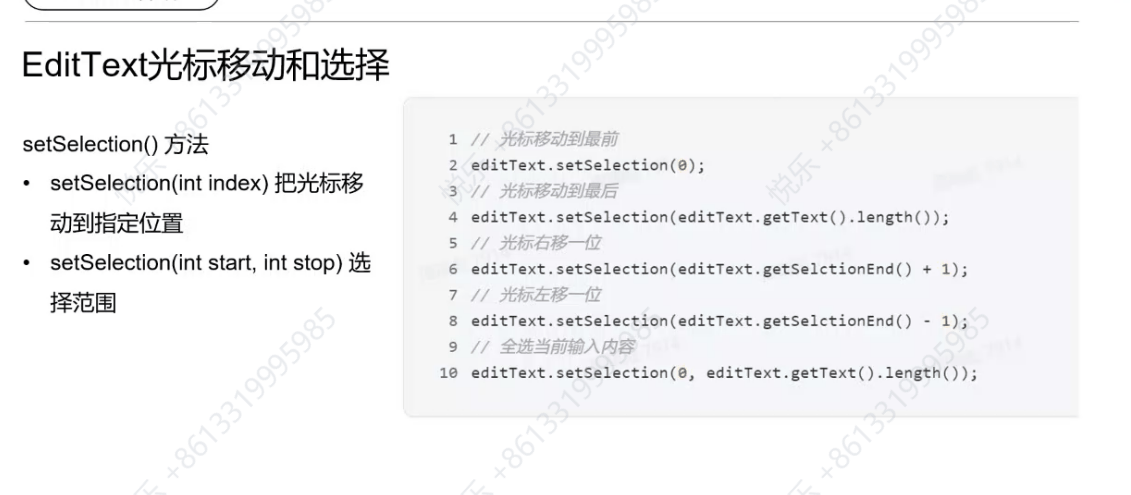 EditText光标移动和选择
setSelection() 方法
• setSelection(int index) 把光标移
动到指定位置
• setSelection(int start, int stop) 选
择范围
1 // 光标移动到最前
2 editText.setSelection(0);
3 // 光标移动到最后
4 editText.setSelection(editText.getText().length());
5 // 光标右移一位
6 editText.setSelection(editText.getSelctionEnd() + 1);
7 // 光标左移一位
8 editText.setSelection(editText.getSelctionEnd() - 1);
9 // 全选当前输入内容
10 editText.setSelection(0, editText.getText().length());
悦乐 +8613319995985